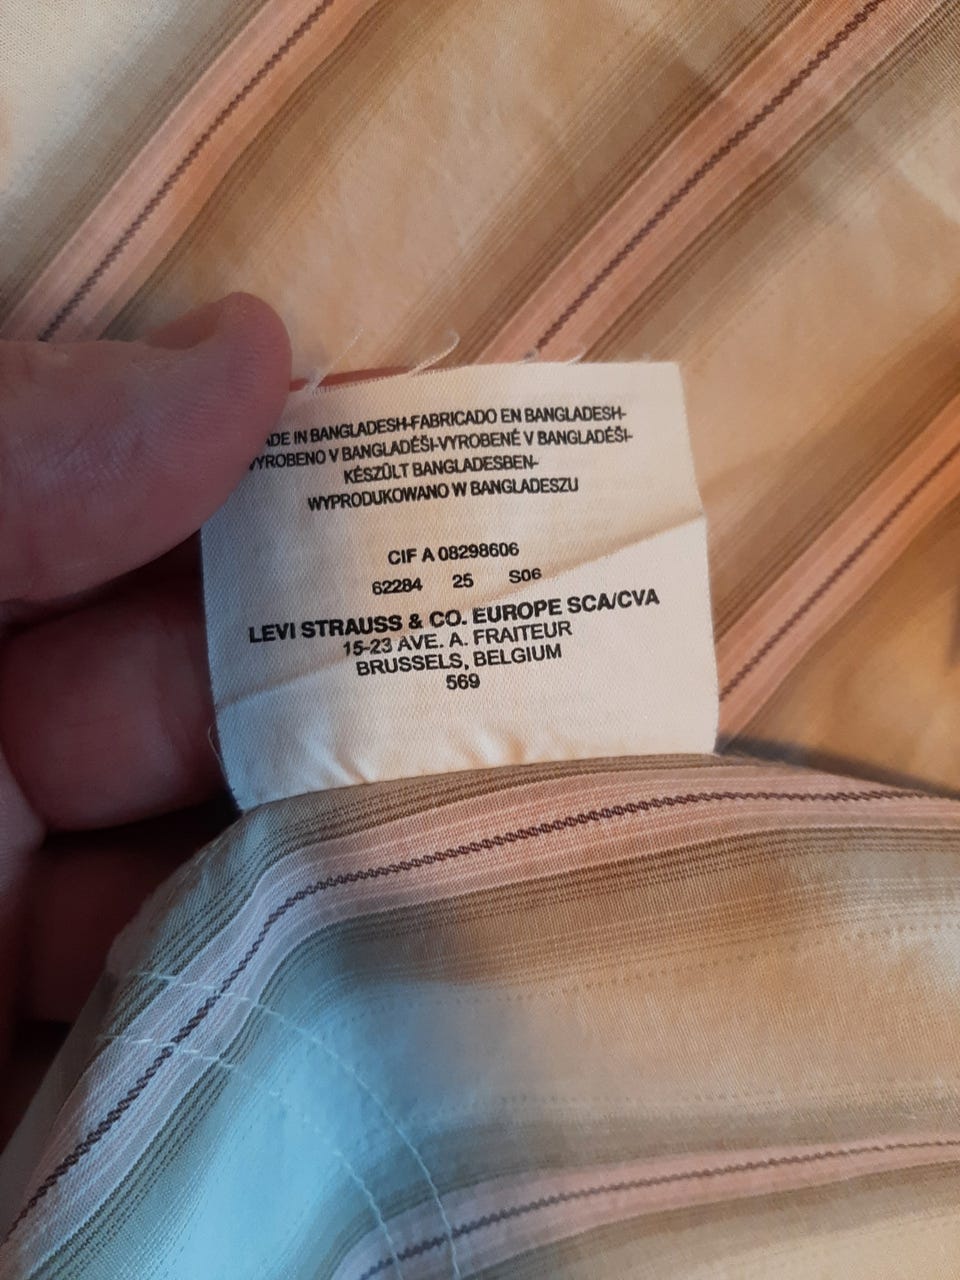 ADE IN BANGLADESH-FABRICADO EN BANGLADESH-
VYROBENO V BANGLADÉŠI-VYROBENÉ V BANGLADÉŠI-
KÉSZÜLT BANGLADESBEN-
WYPRODUKOWANO W BANGLADESZU
CIF A 08298606
62284 25 S06
LEVI STRAUSS & CO. EUROPE SCA/CVA
15-23 AVE. A. FRAITEUR
BRUSSELS, BELGIUM
569